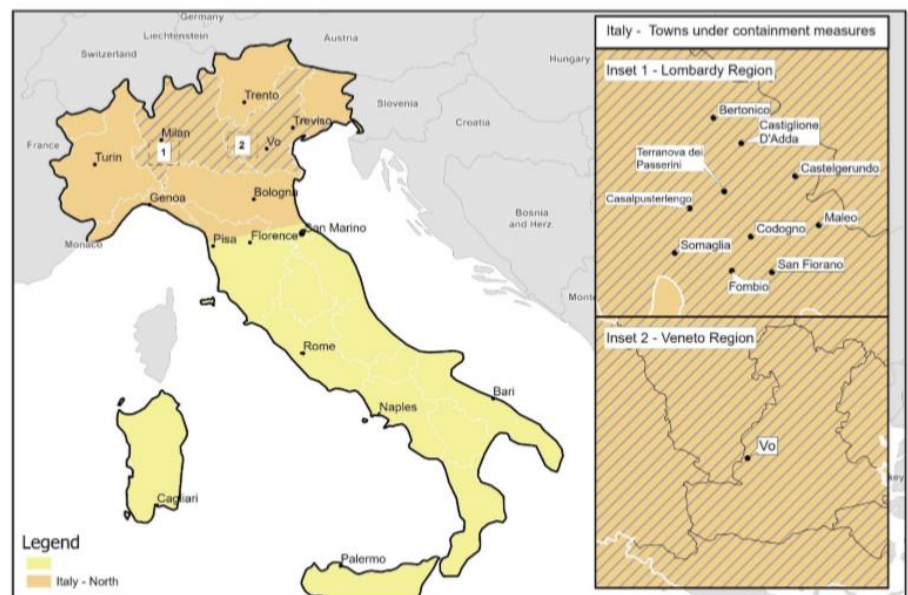 Germany
Liechtenstein
Austria
Switzerland
Hungary
Trento
Slovenia
Treviso
Croatia
Milan
Vo
France
1
2
Turin
Bologna
Genoa
San Marino
Bosnia
and Herz.
Pisa
Florence
Monaco
Mont
Rome
Bari
Naples
Cagliari
Palermo
Legend
Italy - North
Italy - Towns under containment measures
Inset 1 - Lombardy Region
Bertonico
Castiglione
D'Adda
Terranova dei
Passerini
Castelgerundo
Casalpusterlengo
Maleo
Codogno
Somaglia
San Fiorano
Fombio
Inset 2 - Veneto Region
Vo
key